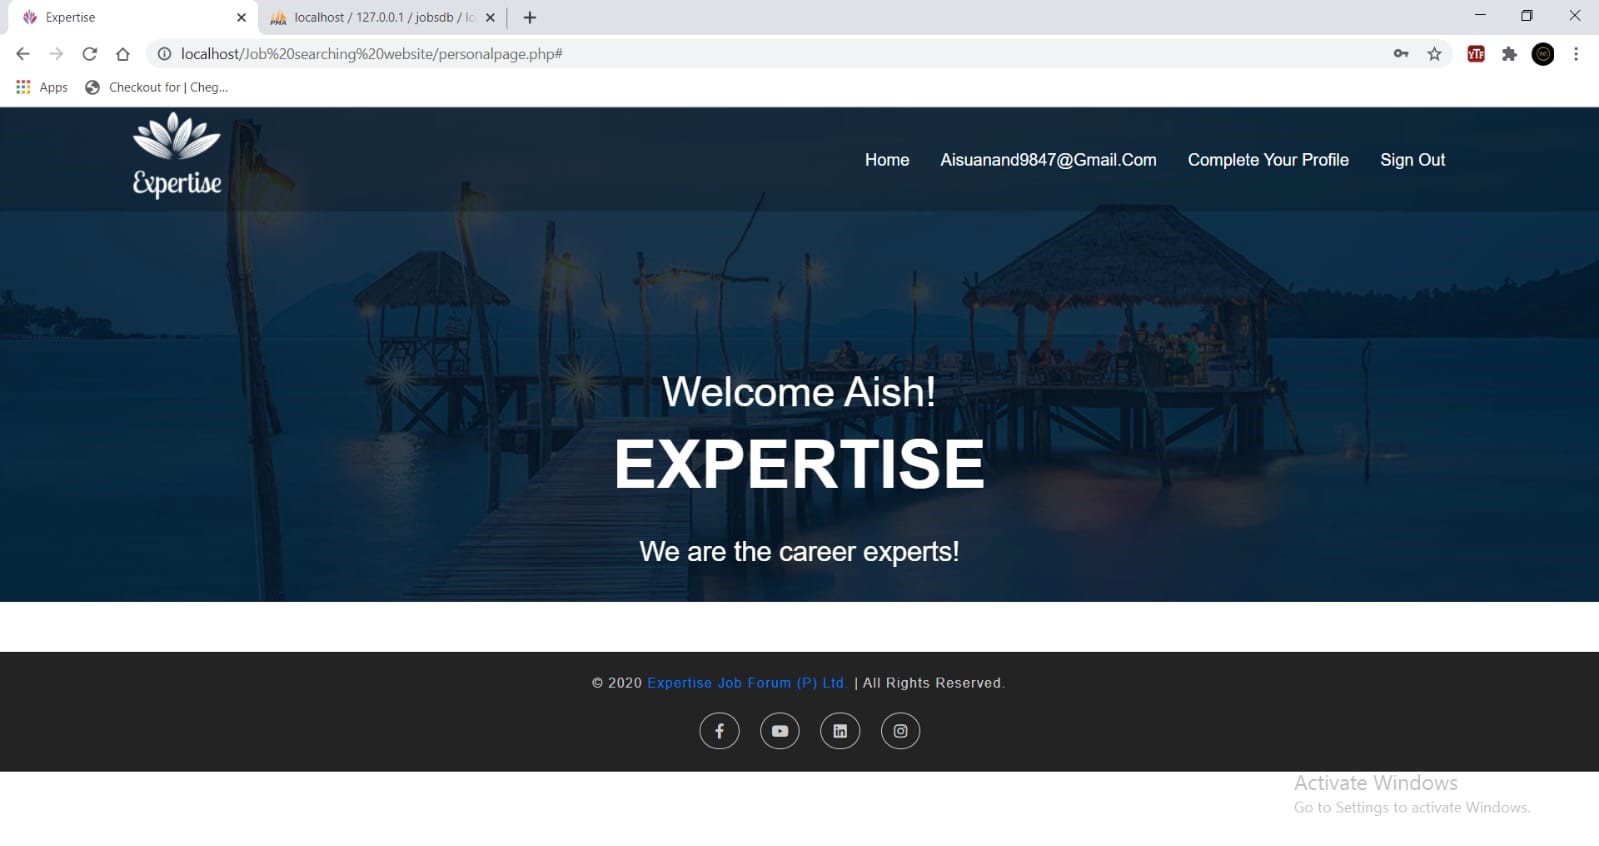 Expertise
localhost / 127.0.0.1 / jobsdb / lo
localhost/Job%20searching%20website/personalpage.php#
Apps
Checkout for | Cheg...
Expertise
Home
Aisuanand9847@Gmail.Com
Complete Your Profile
Sign Out
Welcome Aish!
EXPERTISE
We are the career experts!
© 2020 Expertise Job Forum (P) Ltd. | All Rights Reserved.
Activate Windows
Go to Settings to activate Windows.